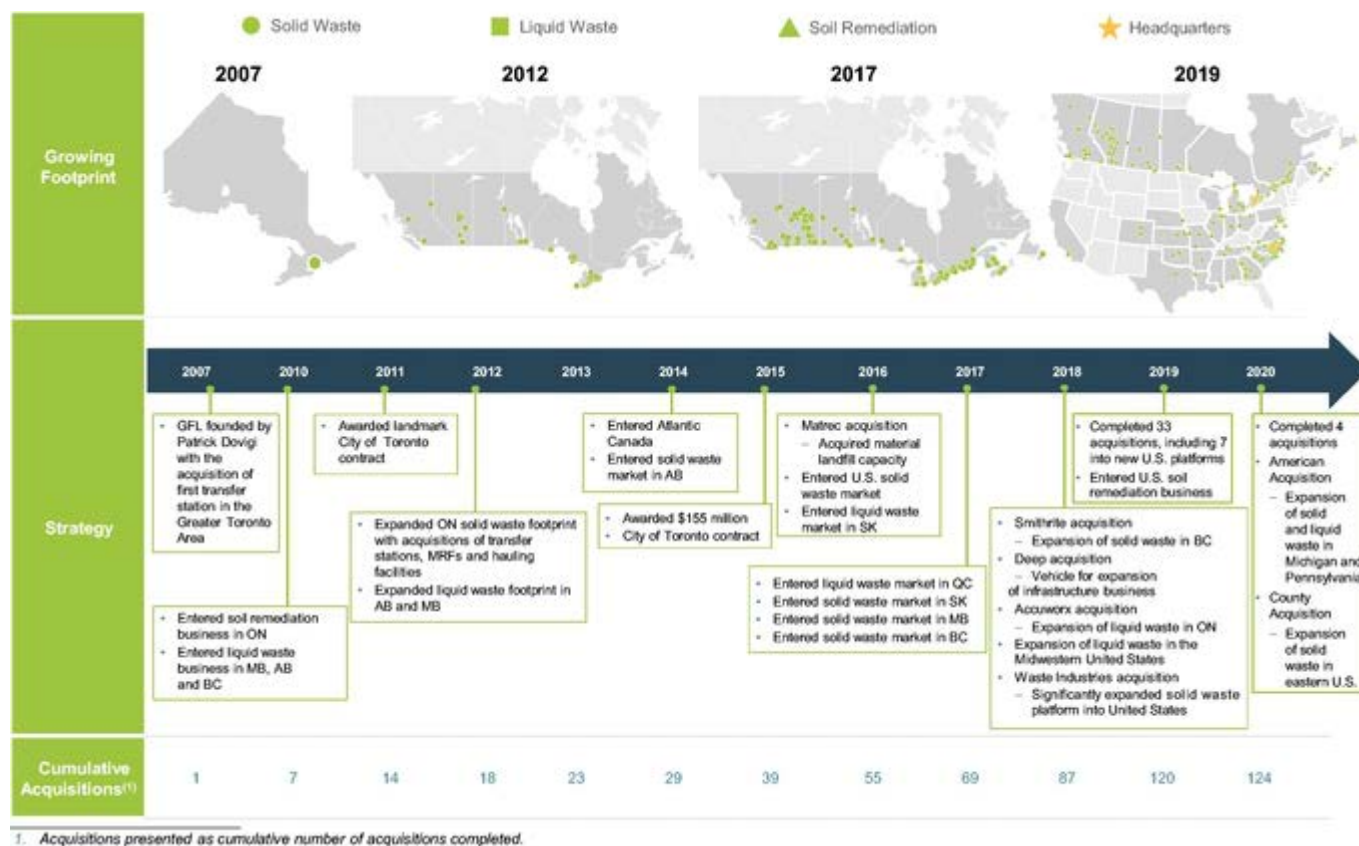 Solid Waste
Liquid Waste
Soil Remediation
Headquarters
2007
2012
2017
2019
Growing
Footprint
Strategy
2007
2010
2011
2012
2013
2014
2015
2016
2017
2018
2019
2020
• GFL founded by
Patrick Dovigi
with the
acquisition of
first transfer
station in the
Greater Toronto
Area
• Entered soil remediation
business in ON
• Entered liquid waste
business in MB, AB
and BC
• Awarded landmark
City of Toronto
contract
• Expanded ON solid waste footprint
with acquisitions of transfer
stations, MRFs and hauling
facilities
• Expanded liquid waste footprint in
AB and MB
• Entered Atlantic
Canada
• Entered solid waste
market in AB
• Awarded $155 million
• City of Toronto contract
• Matrec acquisition
– Acquired material
landfill capacity
• Entered U.S. solid
waste market
• Entered liquid waste
market in SK
• Entered liquid waste market in QC
• Entered solid waste market in SK
• Entered solid waste market in MB
• Entered solid waste market in BC
• Smithrite acquisition
– Expansion of solid waste in BC
• Deep acquisition
– Vehicle for expansion
of infrastructure business
• Accuworx acquisition
– Expansion of liquid waste in ON
• Expansion of liquid waste in the
Midwestern United States
• Waste Industries acquisition
– Significantly expanded solid waste
platform into United States
• Completed 33
acquisitions, including 7
into new U.S. platforms
• Entered U.S. soil
remediation business
• Completed 4
acquisitions
• American
Acquisition
– Expansion
of solid
and liquid
waste in
Michigan and
Pennsylvania
• County
Acquisition
– Expansion
of solid
waste in
eastern U.S.
Cumulative
Acquisitions(1)
1
7
14
18
23
29
39
55
69
87
120
124
1. Acquisitions presented as cumulative number of acquisitions completed.